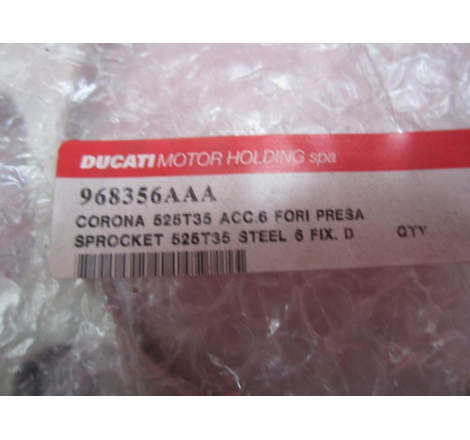 DUCATI MOTOR HOLDING spa
968356AAA
CORONA 525T35 ACC.6 FORI PRESA
SPROCKET 525T35 STEEL 6 FIX. D QTY